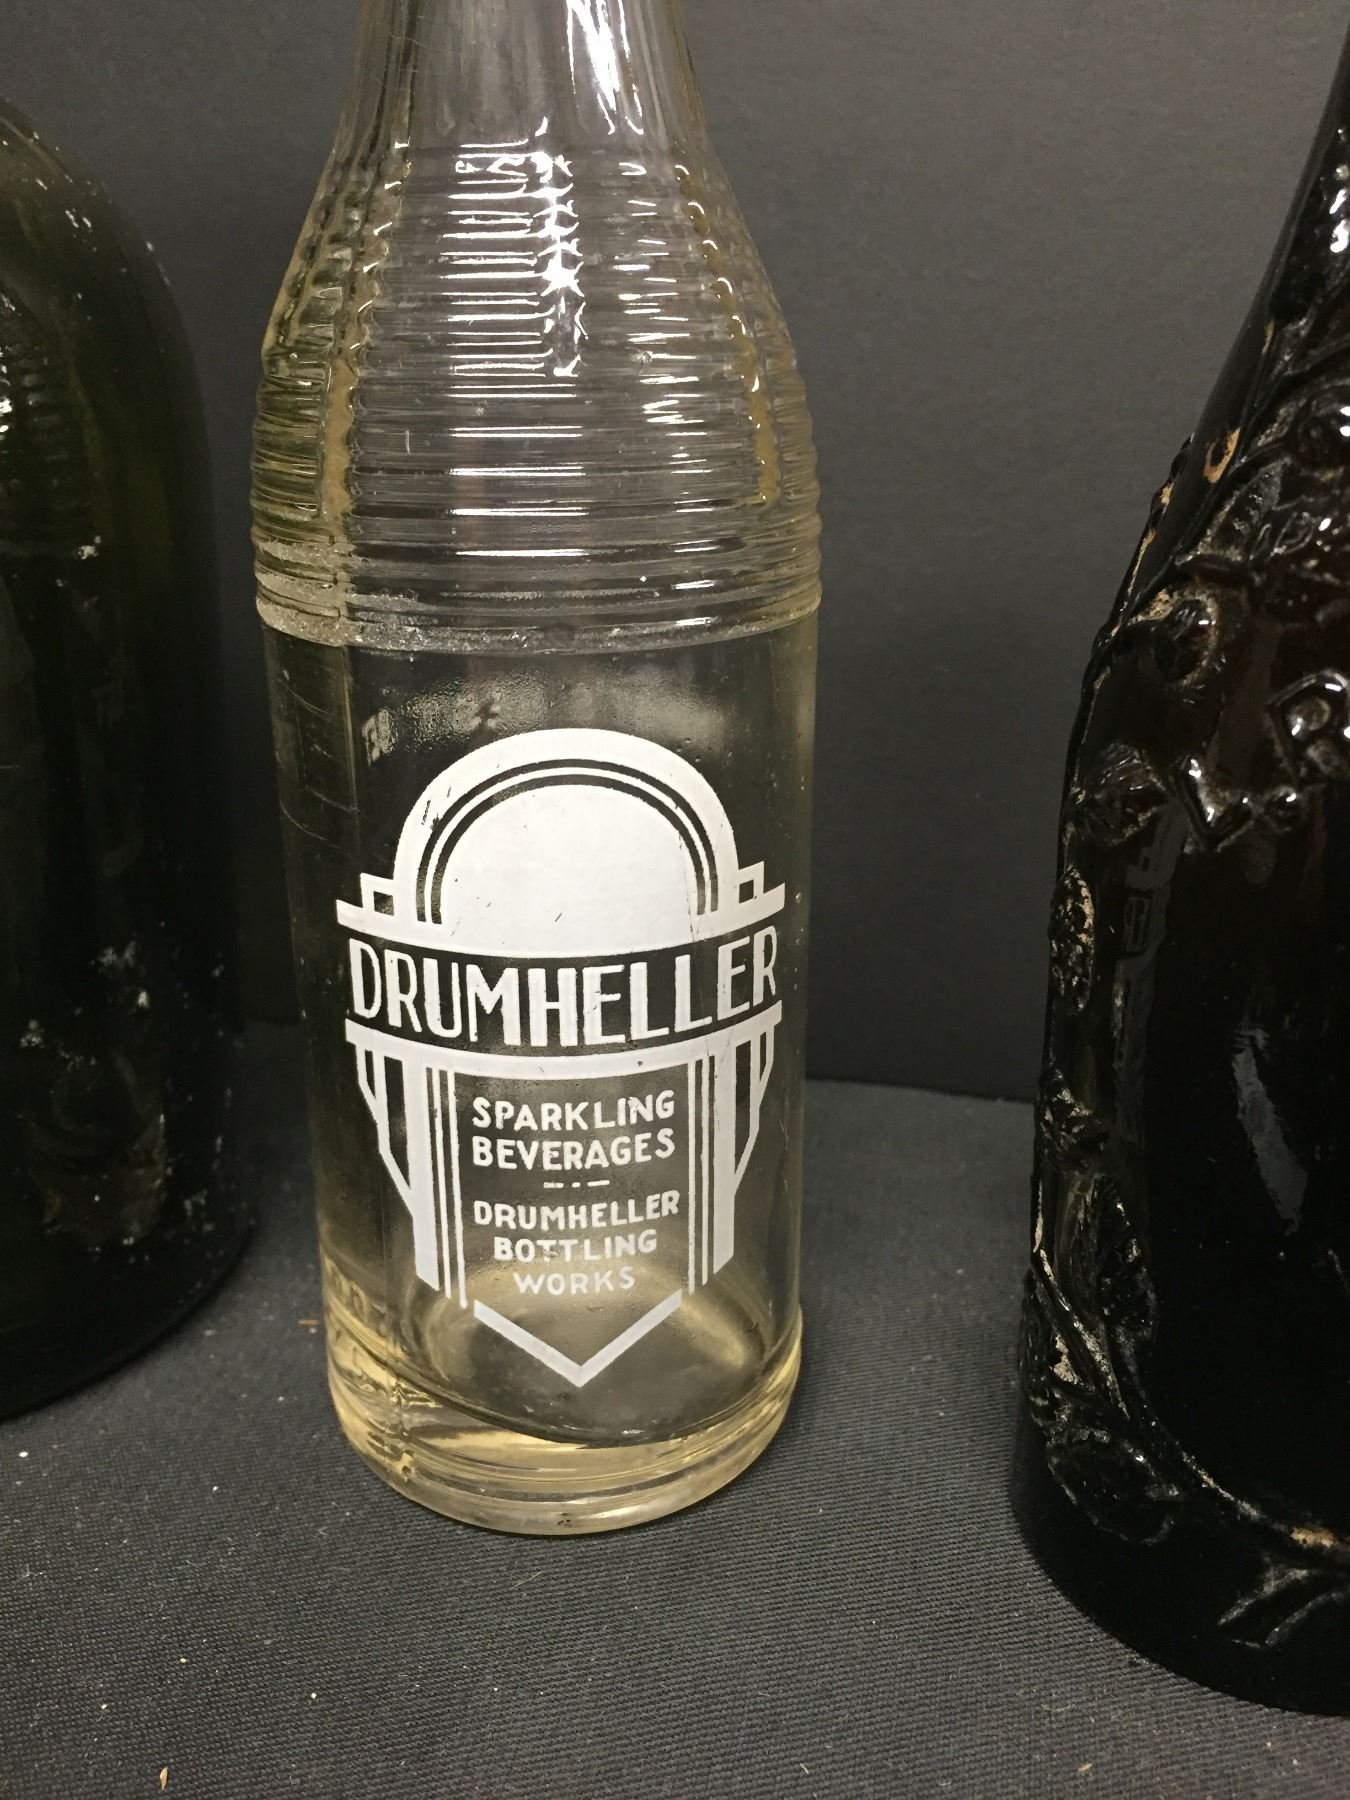 DRUMHELLER
SPARKLING
BEVERAGES
DRUMHELLER
BOTTLING
WORKS